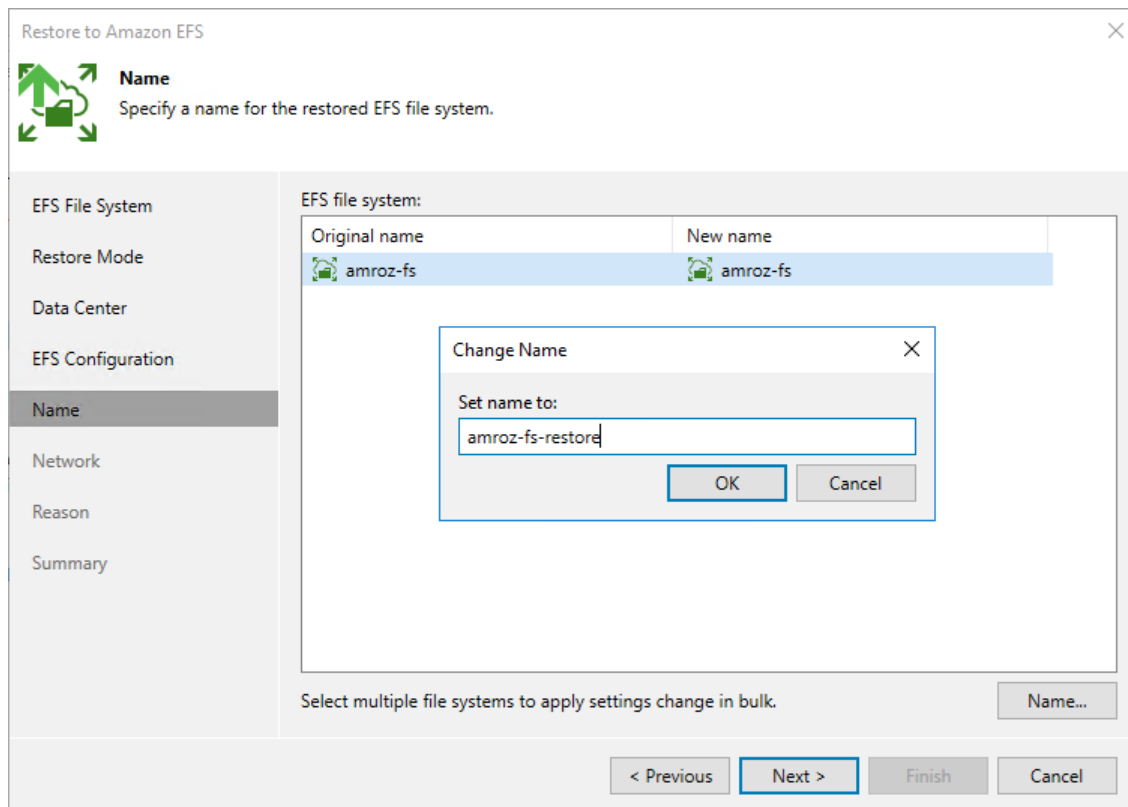 Restore to Amazon EFS
Name
Specify a name for the restored EFS file system.
EFS File System
Restore Mode
Data Center
EFS Configuration
Name
Network
Reason
Summary
EFS file system:
Original name New name
amroz-fs amroz-fs
Change Name
Set name to:
amroz-fs-restore
OK Cancel
Select multiple file systems to apply settings change in bulk. Name...
< Previous Next > Finish Cancel